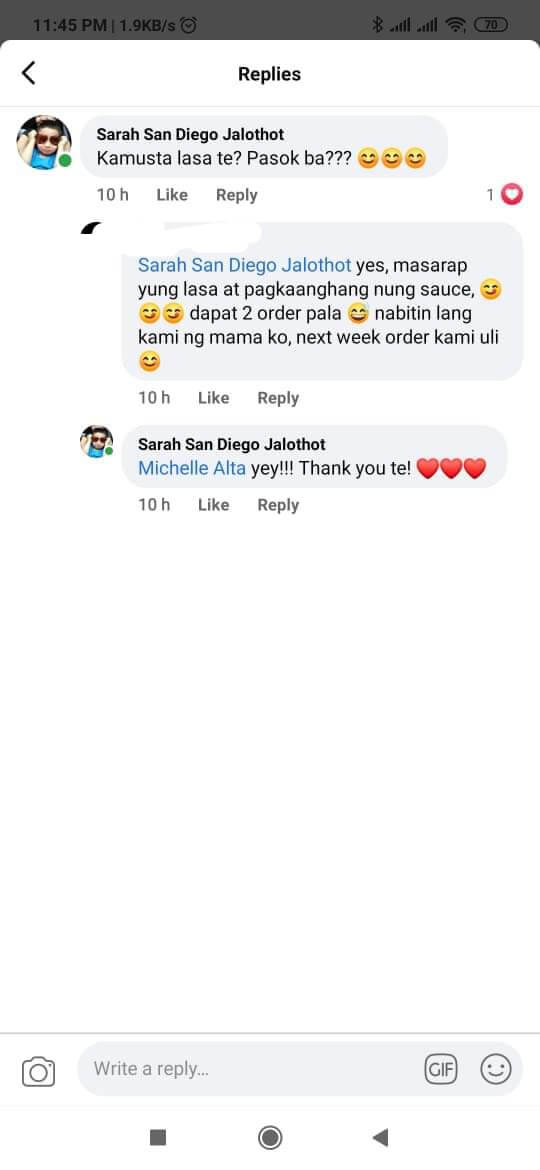 11:45 PM | 1.9KB/s
70
Replies
Sarah San Diego Jalothot
Kamusta lasa te? Pasok ba??? 😊😊😊
10 h Like Reply 1
Sarah San Diego Jalothot yes, masarap
yung lasa at pagkaanghang nung sauce, 😏
😏😏 dapat 2 order pala 😅 nabitin lang
kami ng mama ko, next week order kami uli
😊
10 h Like Reply
Sarah San Diego Jalothot
Michelle Alta yey!!! Thank you te! ❤️❤️❤️
10 h Like Reply
Write a reply...
GIF